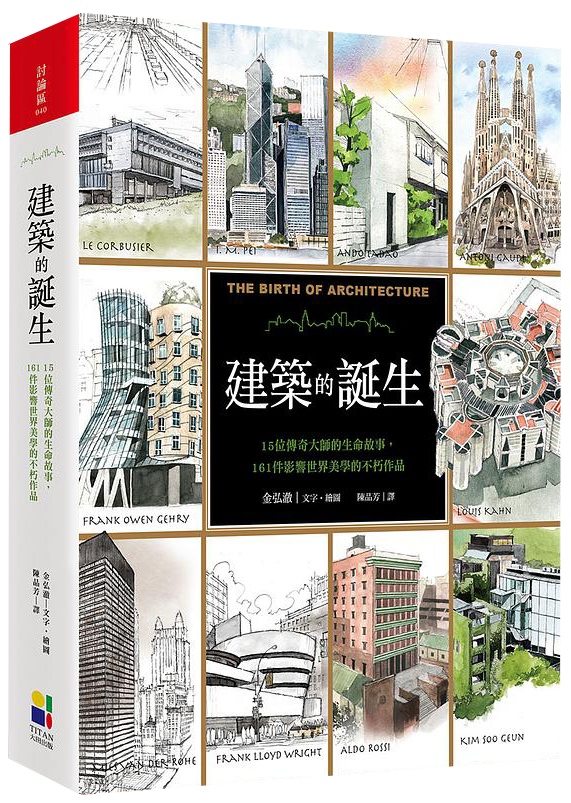 討論區
040
建築的誕生
15位傳奇大師的生命故事，
161件影響世界美學的不朽作品
金弘澈—文字・繪圖
陳品芳—譯
TITAN
大田出版
LE CORBUSIER
I. M. PEI
ANDO TADAO
ANTONI GAUDI
THE BIRTH OF ARCHITECTURE
建築的誕生
15位傳奇大師的生命故事，
161件影響世界美學的不朽作品
金弘澈|文字・繪圖 陳品芳|譯
FRANK OWEN GEHRY
LOUIS KAHN
VAN DER ROHE
FRANK LLOYD WRIGHT
ALDO ROSSI
KIM SOO GEUN